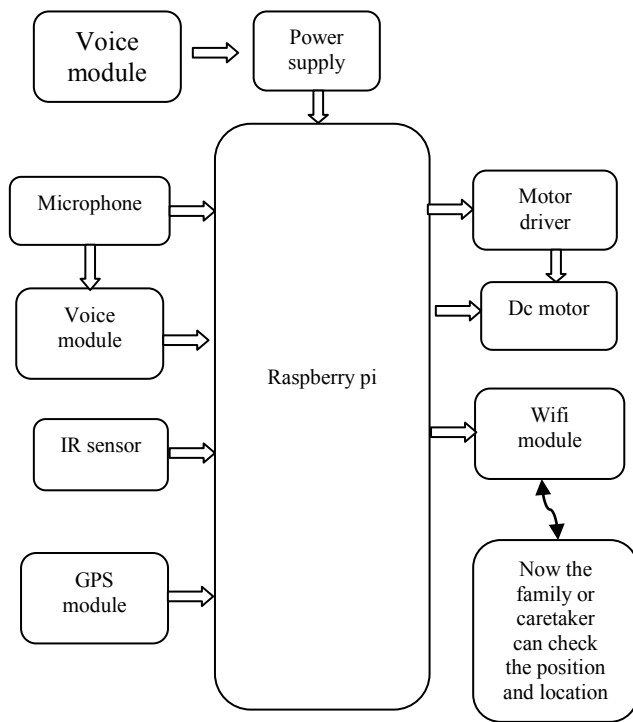 Voice
module
Power
supply
Microphone
Voice
module
IR sensor
GPS
module
Raspberry pi
Motor
driver
Dc motor
Wifi
module
Now the
family or
caretaker
can check
the position
and location